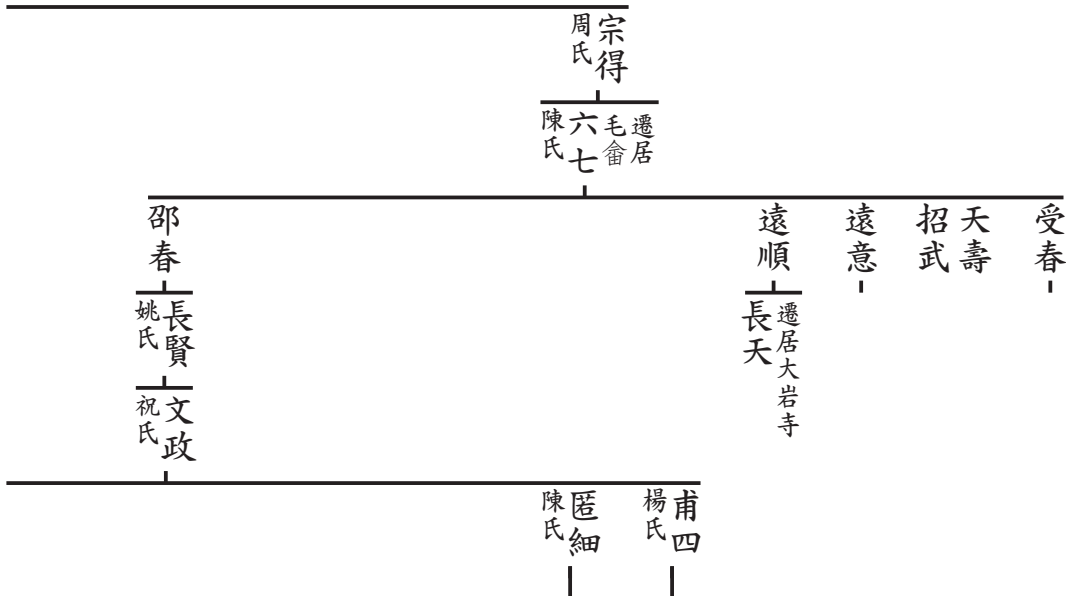 宗得
周氏
遷居
毛畲
六七
陳氏
受春
天壽
招武
遠意
遠順
邵春
遷居大岩寺
長天
長賢
姚氏
文政
祝氏
甫四
楊氏
匿細
陳氏